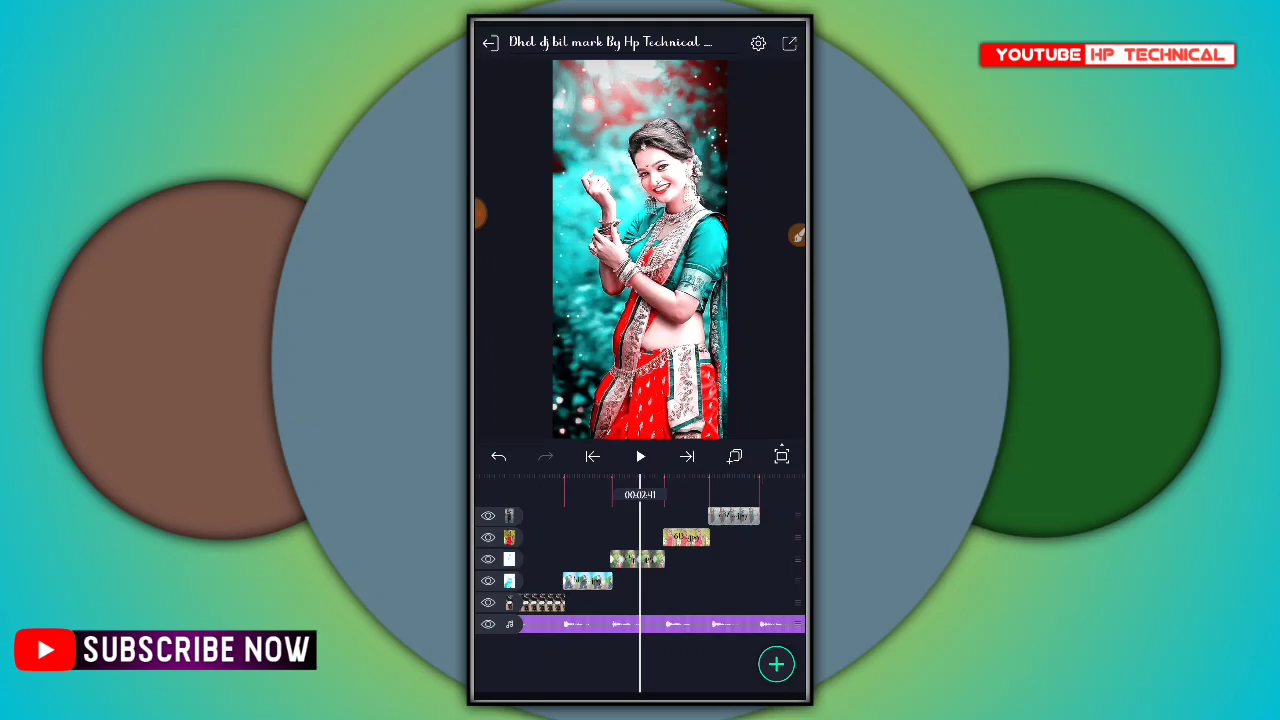 Dhol dj bit mark By Hp Technical ....
YOUTUBE HP TECHNICAL
00:02:41
SUBSCRIBE NOW